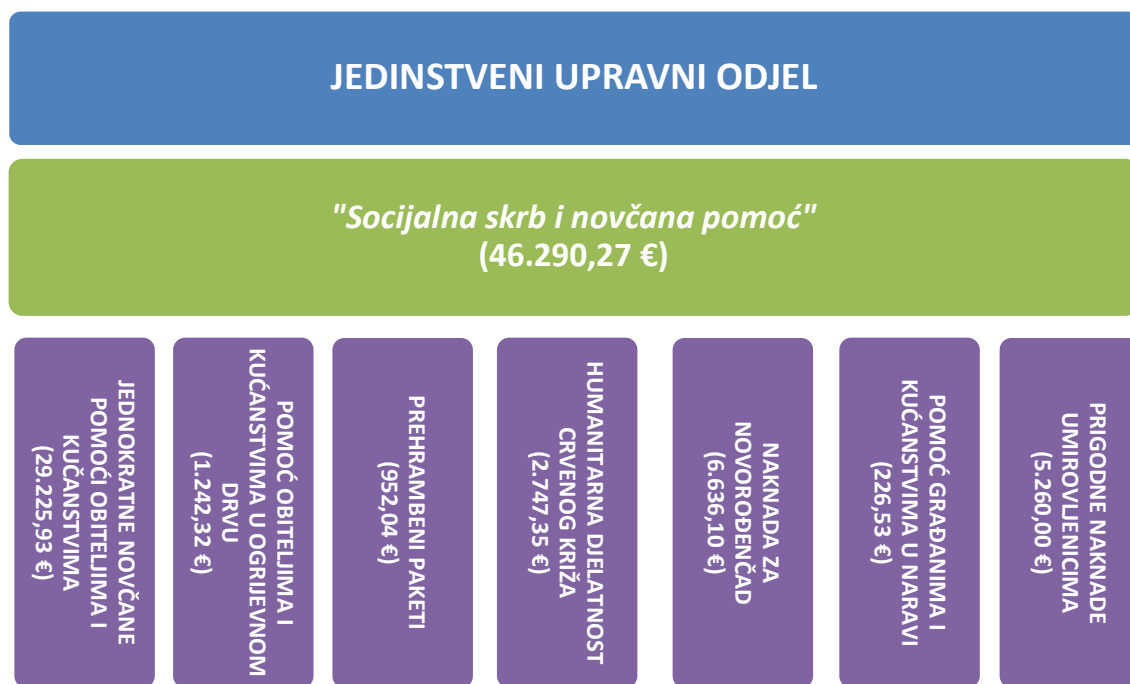 JEDINSTVENI UPRAVNI ODJEL
"Socijalna skrb i novčana pomoć"
(46.290,27 €)
JEDNOKRATNE NOVČANE
POMOĆI OBITELJIMA I
KUČANSTVIMA
(29.225,93 €)
POMOĆ OBITELJIMA I
KUĆANSTVIMA U OGRIJEVNOM
DRVU
(1.242,32 €)
PREHRAMBENI PAKETI
(952,04 €)
HUMANITARNA DJELATNOST
CRVENOG KRIŽA
(2.747,35 €)
NAKNADA ZA
NOVOROĐENČAD
(6.636,10 €)
POMOĆ GRAĐANIMA I
KUĆANSTVIMA U NARAVI
(226,53 €)
PRIGODNE NAKNADE
UMIROVLJENICIMA
(5.260,00 €)